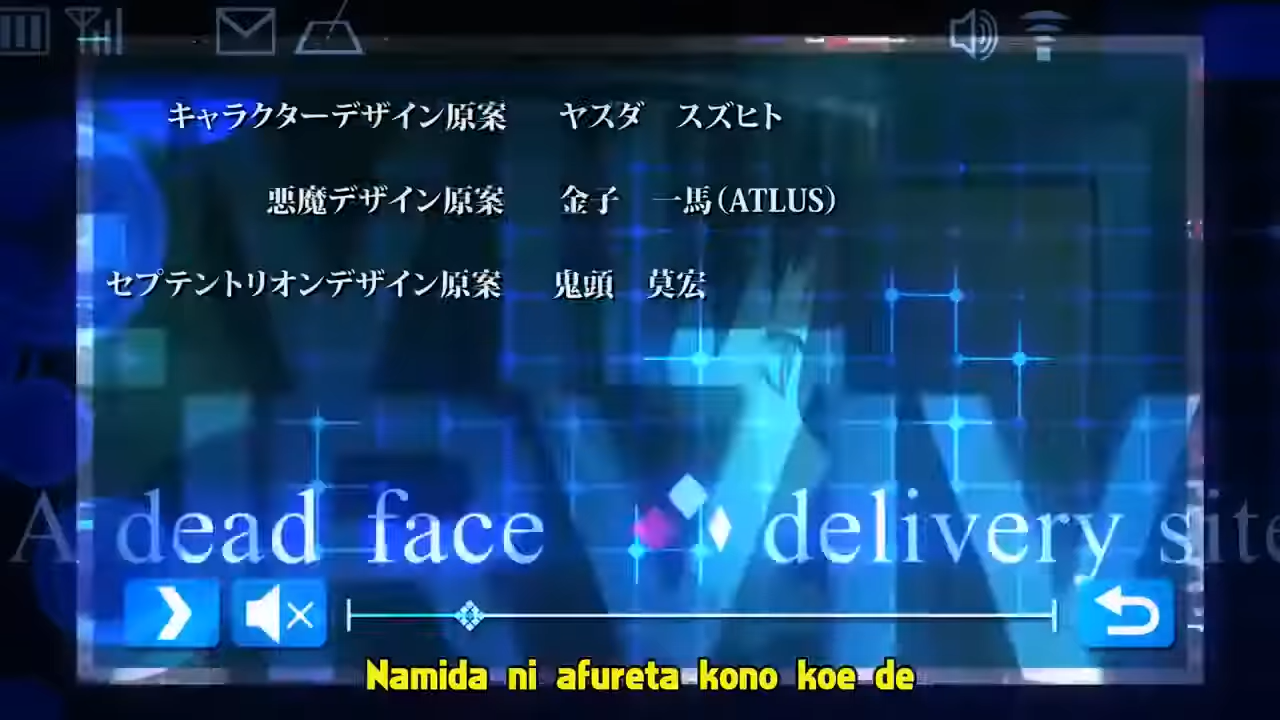 キャラクターデザイン原案 ヤスダ スズヒト
悪魔デザイン原案 金子 一馬(ATLUS)
セプテントリオンデザイン原案 鬼頭 莫宏
A dead face delivery site
Namida ni afureta kono koe de